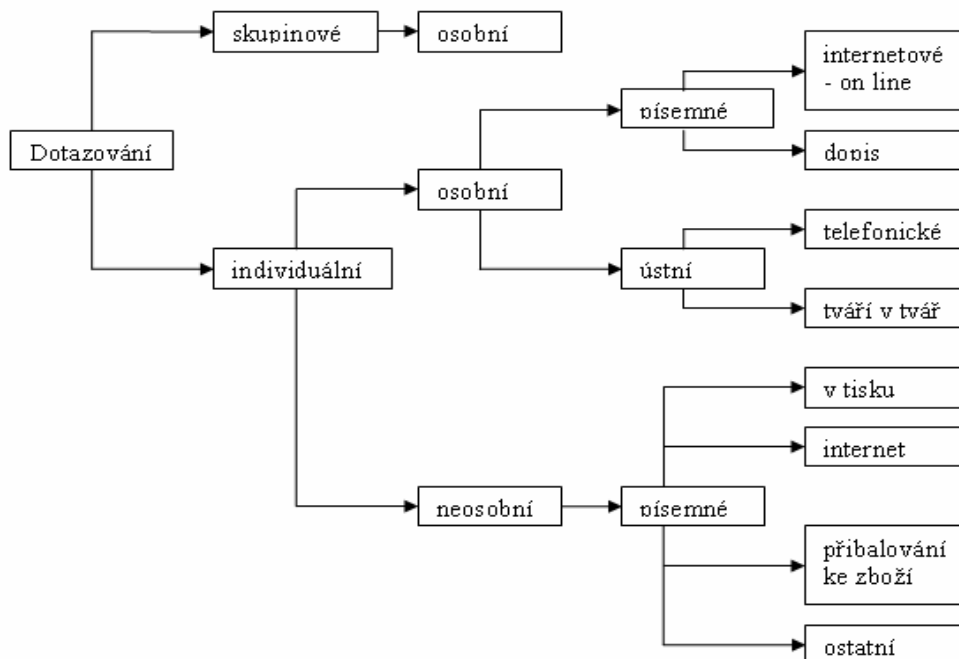 skupinové
osobní
internetové
- on line
písemné
Dotazování
dopis
osobní
telefonické
individuální
ústní
tváří v tvář
v tisku
internet
neosobní
písemné
přibalování
ke zboží
ostatní